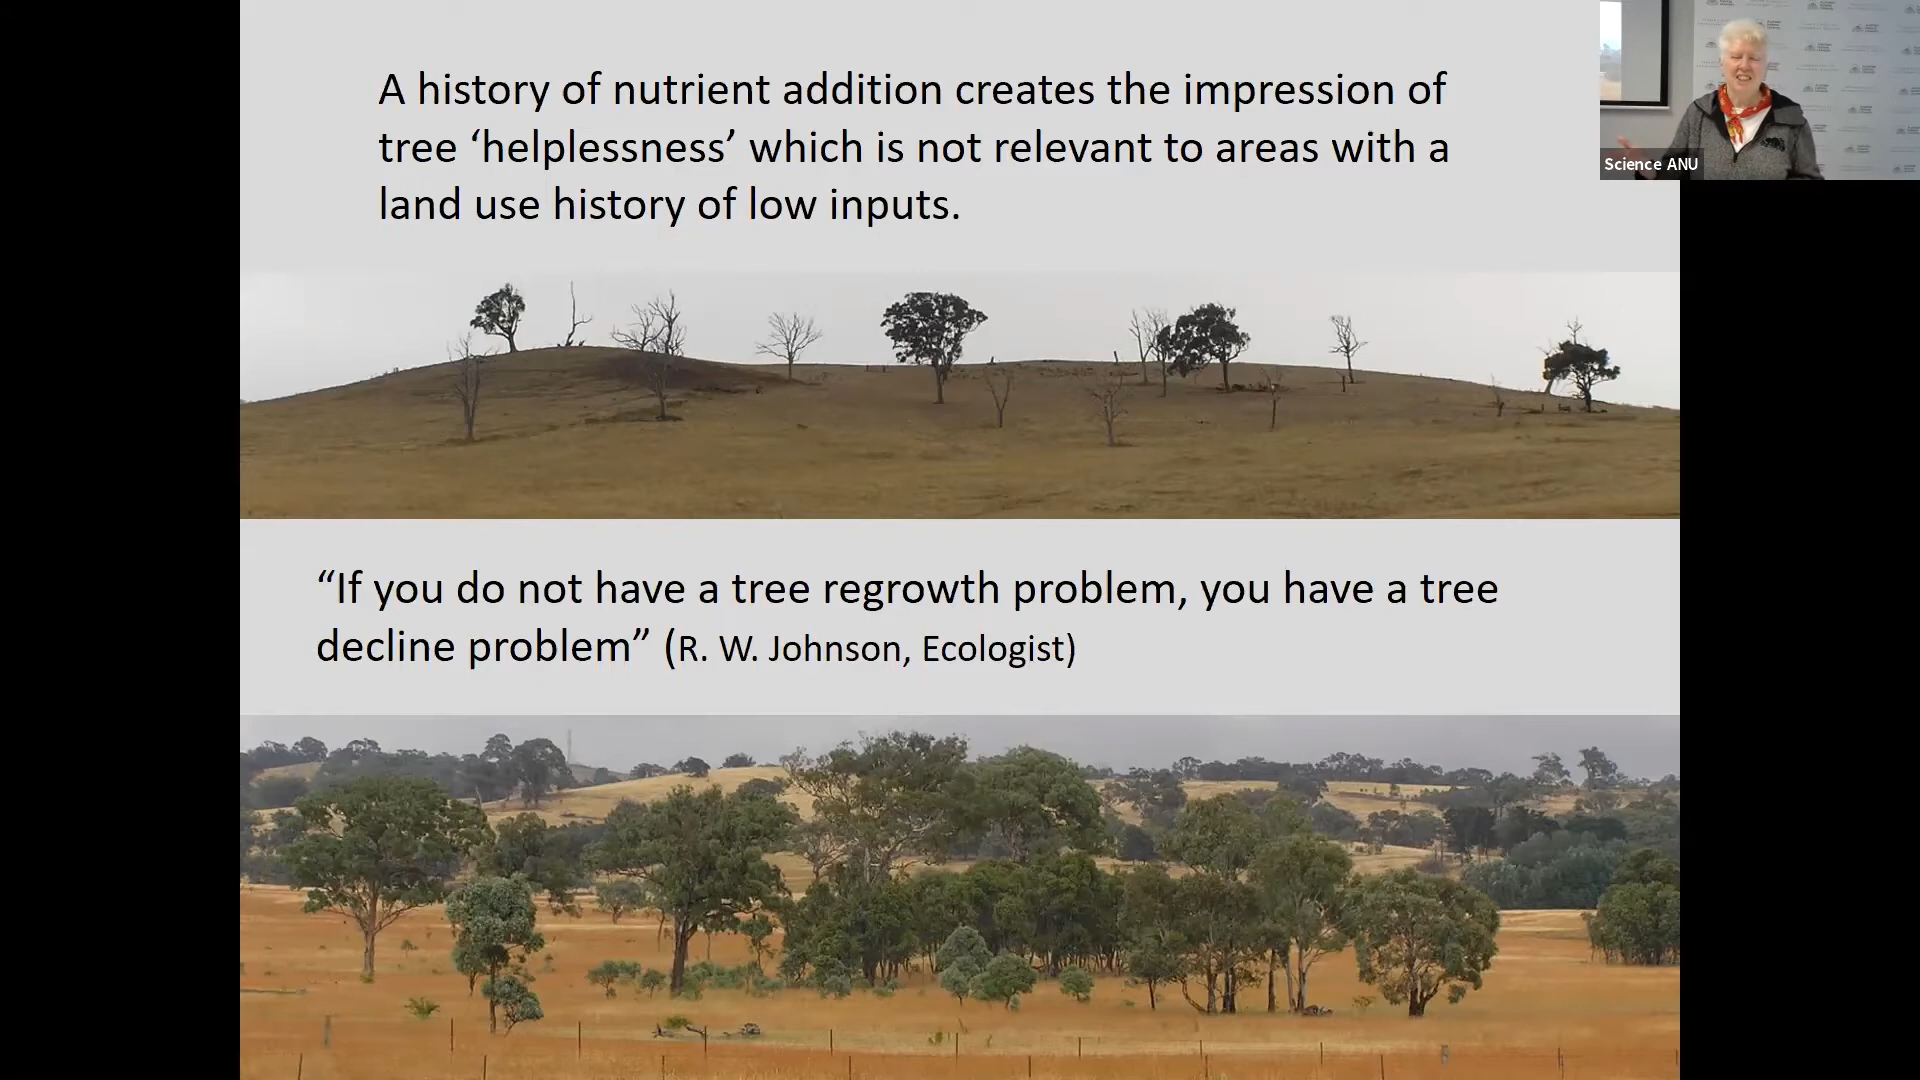 A history of nutrient addition creates the impression of
tree ‘helplessness’ which is not relevant to areas with a
land use history of low inputs.
Science ANU
“If you do not have a tree regrowth problem, you have a tree
decline problem” (R. W. Johnson, Ecologist)